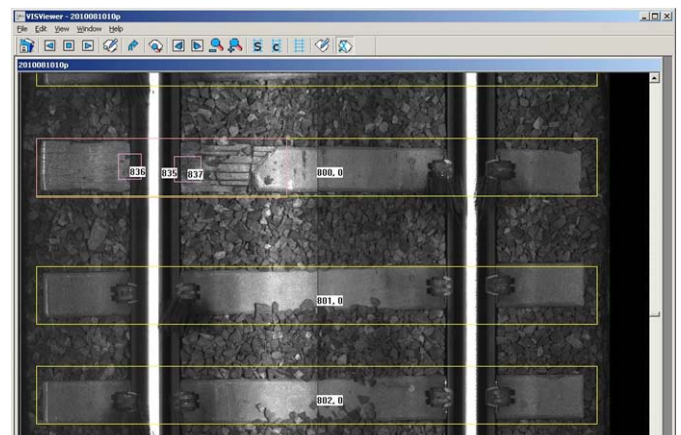 VISViewer - 2010081010p
File Edit View Window Help
S C
2010081010p
836 835 837 800, 0
801, 0
802, 0